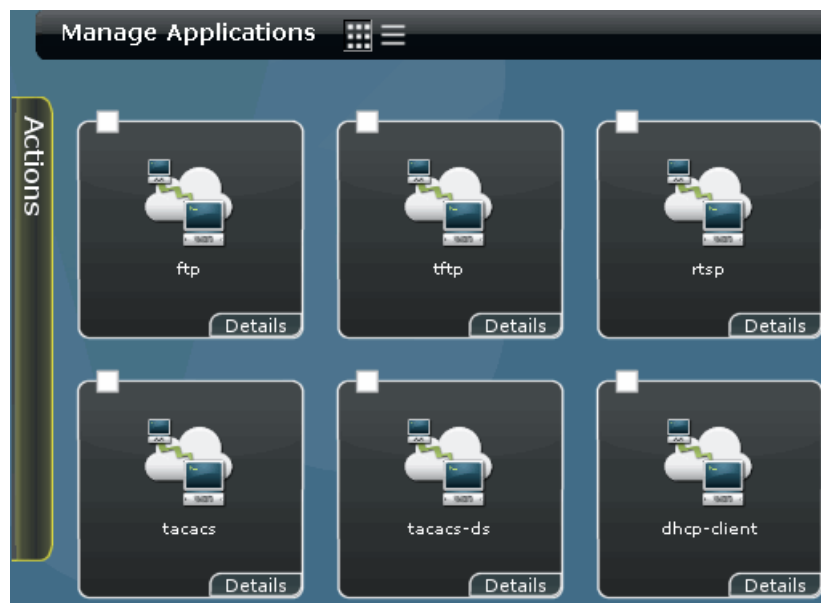 Manage Applications
Actions
ftp
tftp
rtsp
Details
Details
Details
tacacs
tacacs-ds
dhcp-client
Details
Details
Details